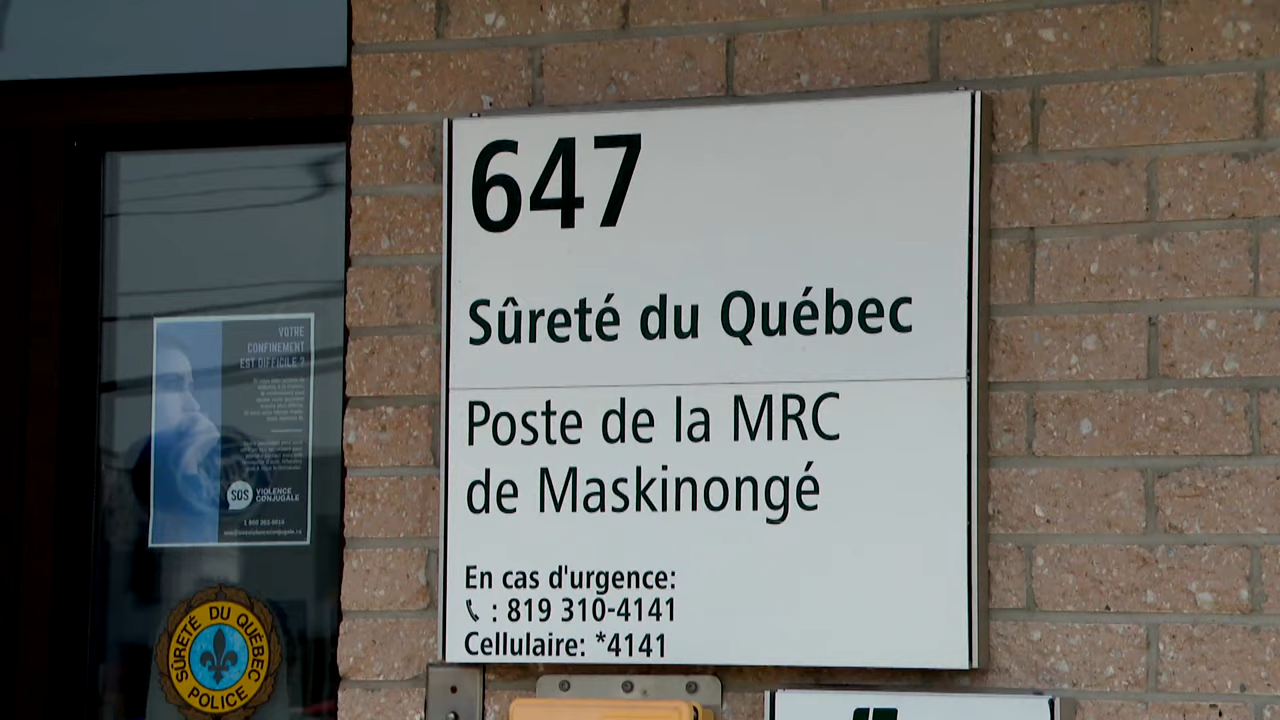 647
Sûreté du Québec
Poste de la MRC
de Maskinongé
En cas d'urgence:
: 819 310-4141
Cellulaire: *4141
VOTRE
CONFINEMENT
EST DIFFICILE ?
SOS
VIOLENCE
CONJUGALE
SÛRETÉ DU QUÉBEC
POLICE